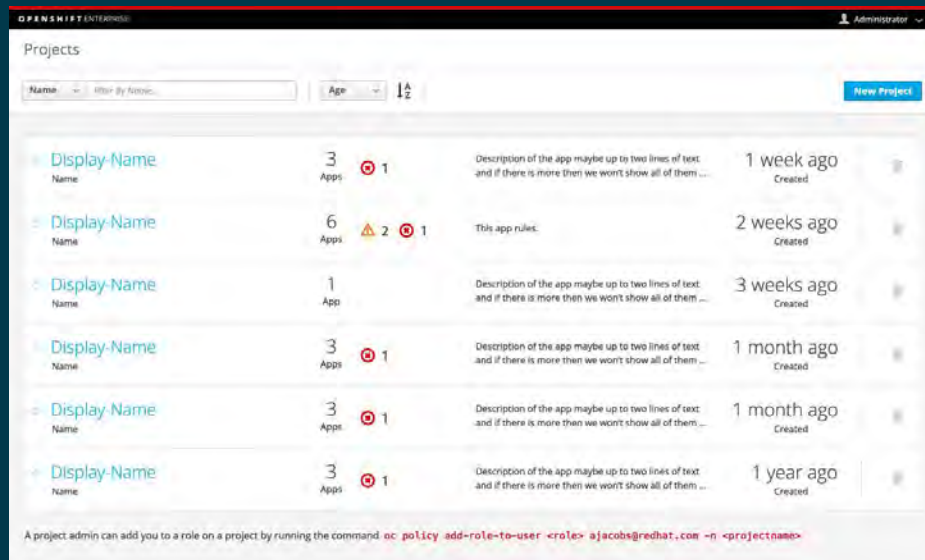 OPENSHIFT ENTERPRISE
Administrator
Projects
Name Filter By Name...
Age
A
Z
New Project
Display-Name
Name
3
Apps
1
Description of the app maybe up to two lines of text
and if there is more then we won't show all of them ...
1 week ago
Created
Display-Name
Name
6
Apps
2
1
This app rules.
2 weeks ago
Created
Display-Name
Name
1
App
Description of the app maybe up to two lines of text
and if there is more then we won't show all of them ...
3 weeks ago
Created
Display-Name
Name
3
Apps
1
Description of the app maybe up to two lines of text
and if there is more then we won't show all of them ...
1 month ago
Created
Display-Name
Name
3
Apps
1
Description of the app maybe up to two lines of text
and if there is more then we won't show all of them ...
1 month ago
Created
Display-Name
Name
3
Apps
1
Description of the app maybe up to two lines of text
and if there is more then we won't show all of them ...
1 year ago
Created
A project admin can add you to a role on a project by running the command oc policy add-role-to-user <role> ajacobs@redhat.com -n <projectname>